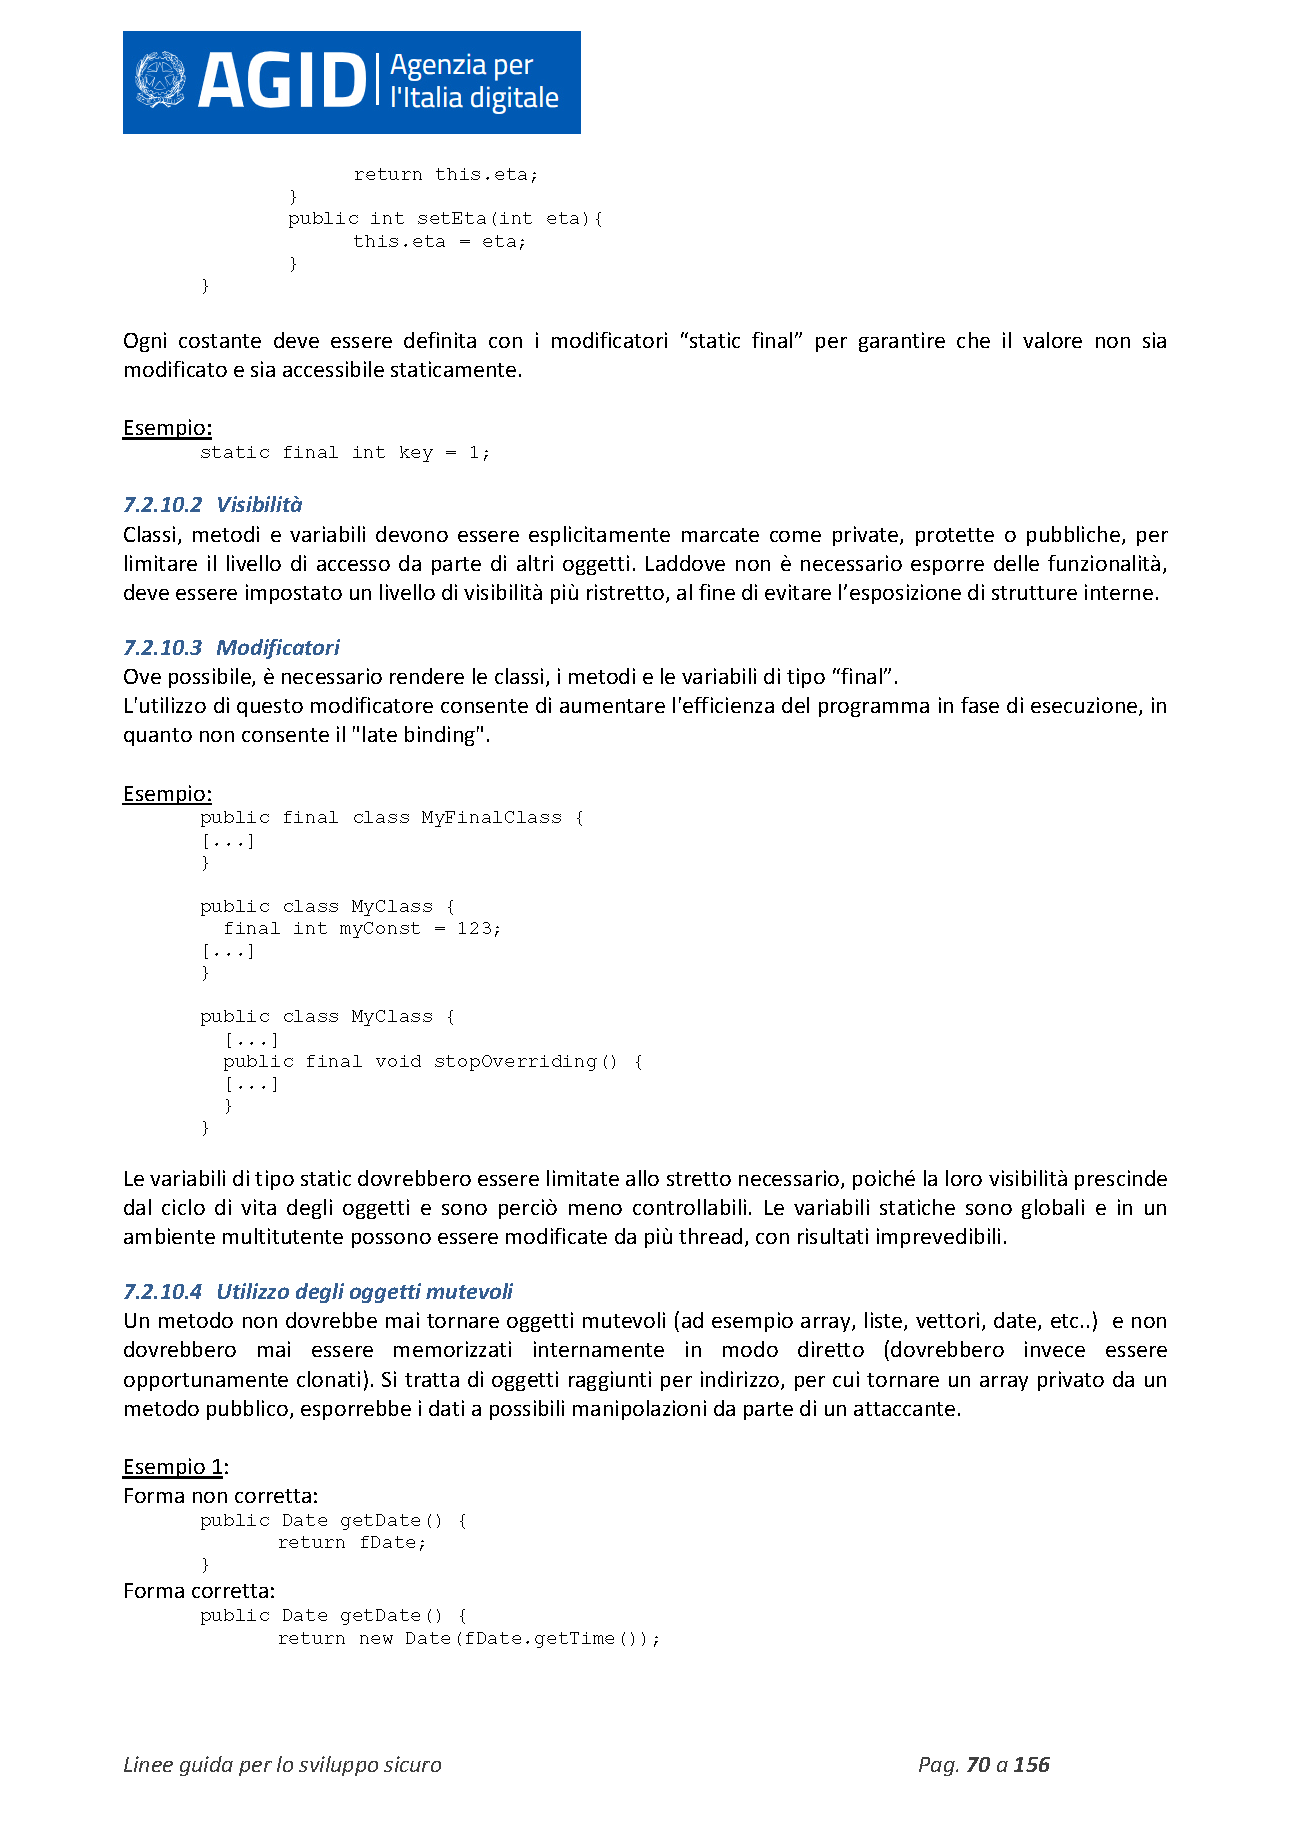 AGID Agenzia per
l'Italia digitale
return this.eta;
}
public int setEta(int eta){
this.eta = eta;
}
}
Ogni costante deve essere definita con i modificatori “static final” per garantire che il valore non sia
modificato e sia accessibile staticamente.
Esempio:
static final int key = 1;
7.2.10.2 Visibilità
Classi, metodi e variabili devono essere esplicitamente marcate come private, protette o pubbliche, per
limitare il livello di accesso da parte di altri oggetti. Laddove non è necessario esporre delle funzionalità,
deve essere impostato un livello di visibilità più ristretto, al fine di evitare l’esposizione di strutture interne.
7.2.10.3 Modificatori
Ove possibile, è necessario rendere le classi, i metodi e le variabili di tipo “final”.
L'utilizzo di questo modificatore consente di aumentare l'efficienza del programma in fase di esecuzione, in
quanto non consente il "late binding".
Esempio:
public final class MyFinalClass {
[...]
}
public class MyClass {
final int myConst = 123;
[...]
}
public class MyClass {
[...]
public final void stopOverriding() {
[...]
}
}
Le variabili di tipo static dovrebbero essere limitate allo stretto necessario, poiché la loro visibilità prescinde
dal ciclo di vita degli oggetti e sono perciò meno controllabili. Le variabili statiche sono globali e in un
ambiente multitutente possono essere modificate da più thread, con risultati imprevedibili.
7.2.10.4 Utilizzo degli oggetti mutevoli
Un metodo non dovrebbe mai tornare oggetti mutevoli (ad esempio array, liste, vettori, date, etc..) e non
dovrebbero mai essere memorizzati internamente in modo diretto (dovrebbero invece essere
opportunamente clonati). Si tratta di oggetti raggiunti per indirizzo, per cui tornare un array privato da un
metodo pubblico, esporrebbe i dati a possibili manipolazioni da parte di un attaccante.
Esempio 1:
Forma non corretta:
public Date getDate() {
return fDate;
}
Forma corretta:
public Date getDate() {
return new Date(fDate.getTime());
Linee guida per lo sviluppo sicuro Pag. 70 a 156